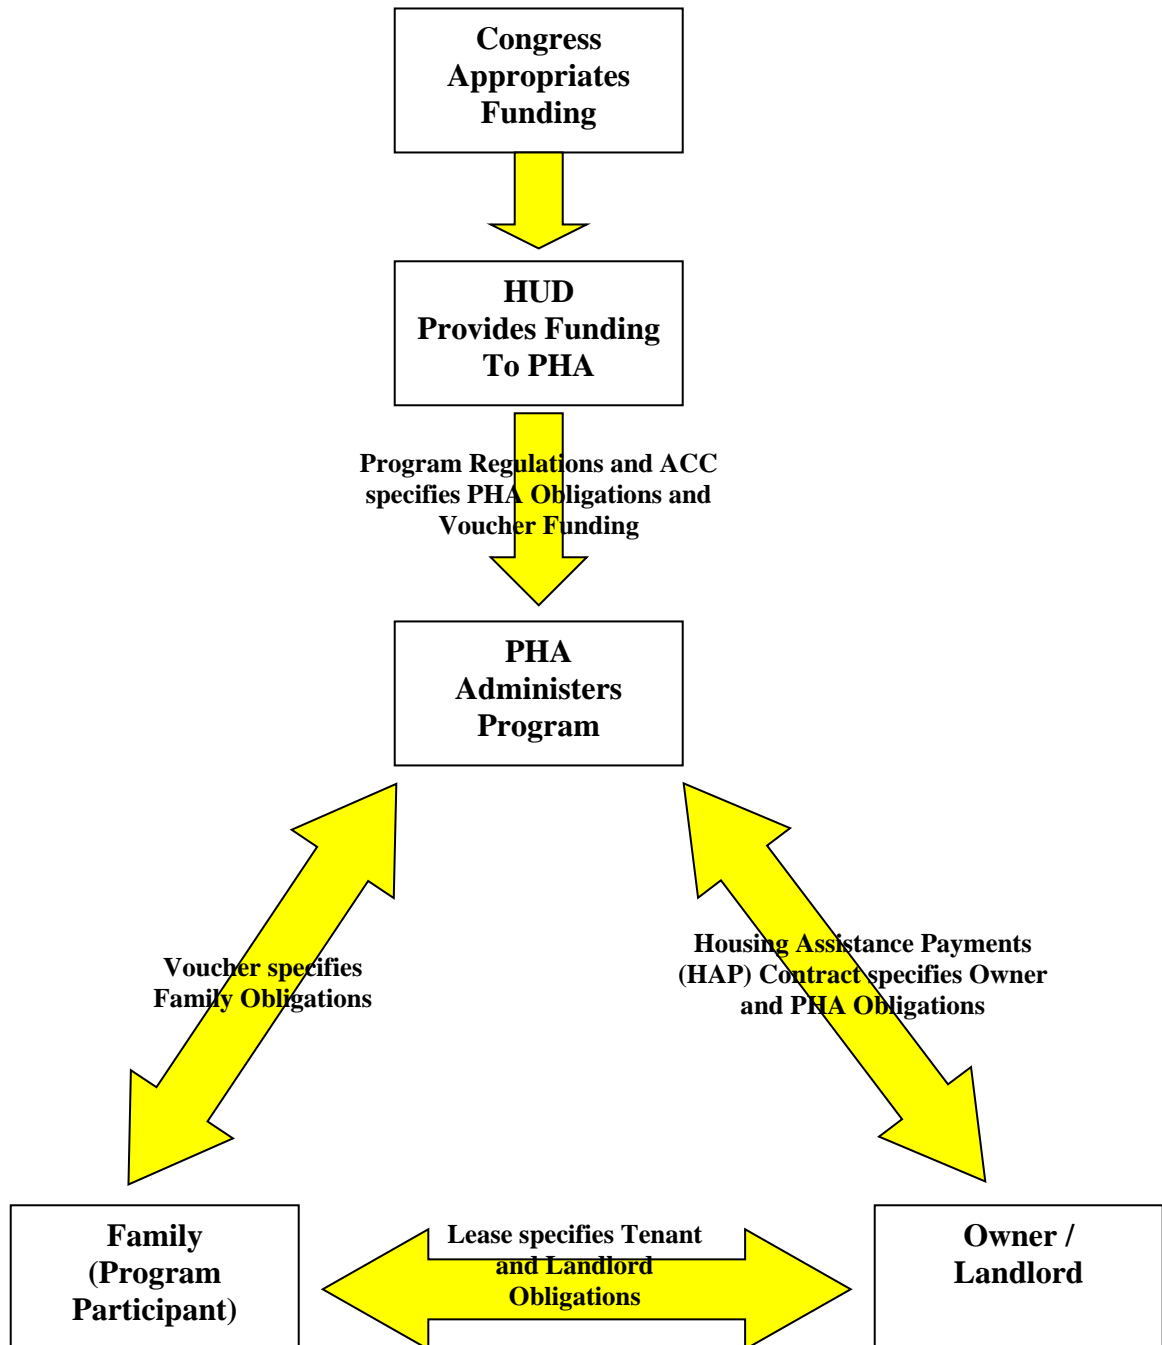 Congress
Appropriates
Funding
HUD
Provides Funding
To PHA
Program Regulations and ACC
specifies PHA Obligations and
Voucher Funding
PHA
Administers
Program
Voucher specifies
Family Obligations
Housing Assistance Payments
(HAP) Contract specifies Owner
and PHA Obligations
Family
(Program
Participant)
Lease specifies Tenant
and Landlord
Obligations
Owner /
Landlord